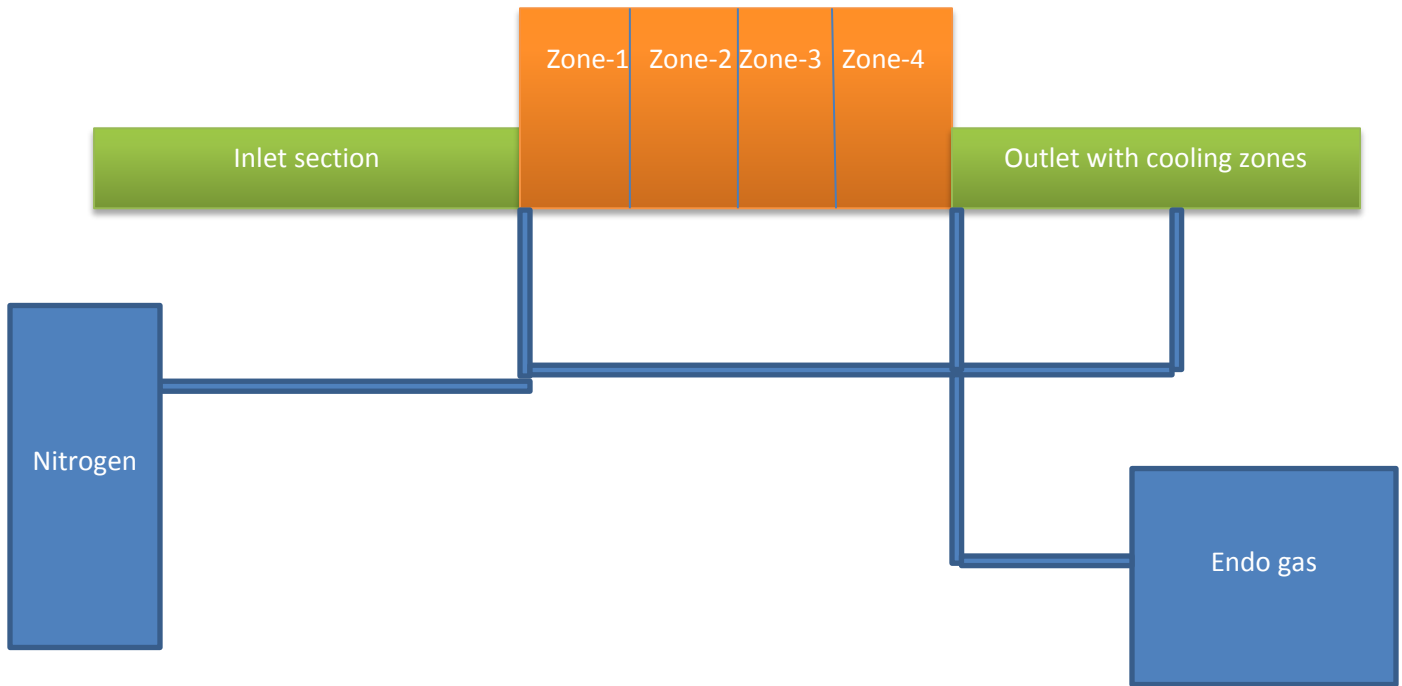 Zone-1 Zone-2 Zone-3 Zone-4
Inlet section
Outlet with cooling zones
Nitrogen
Endo gas